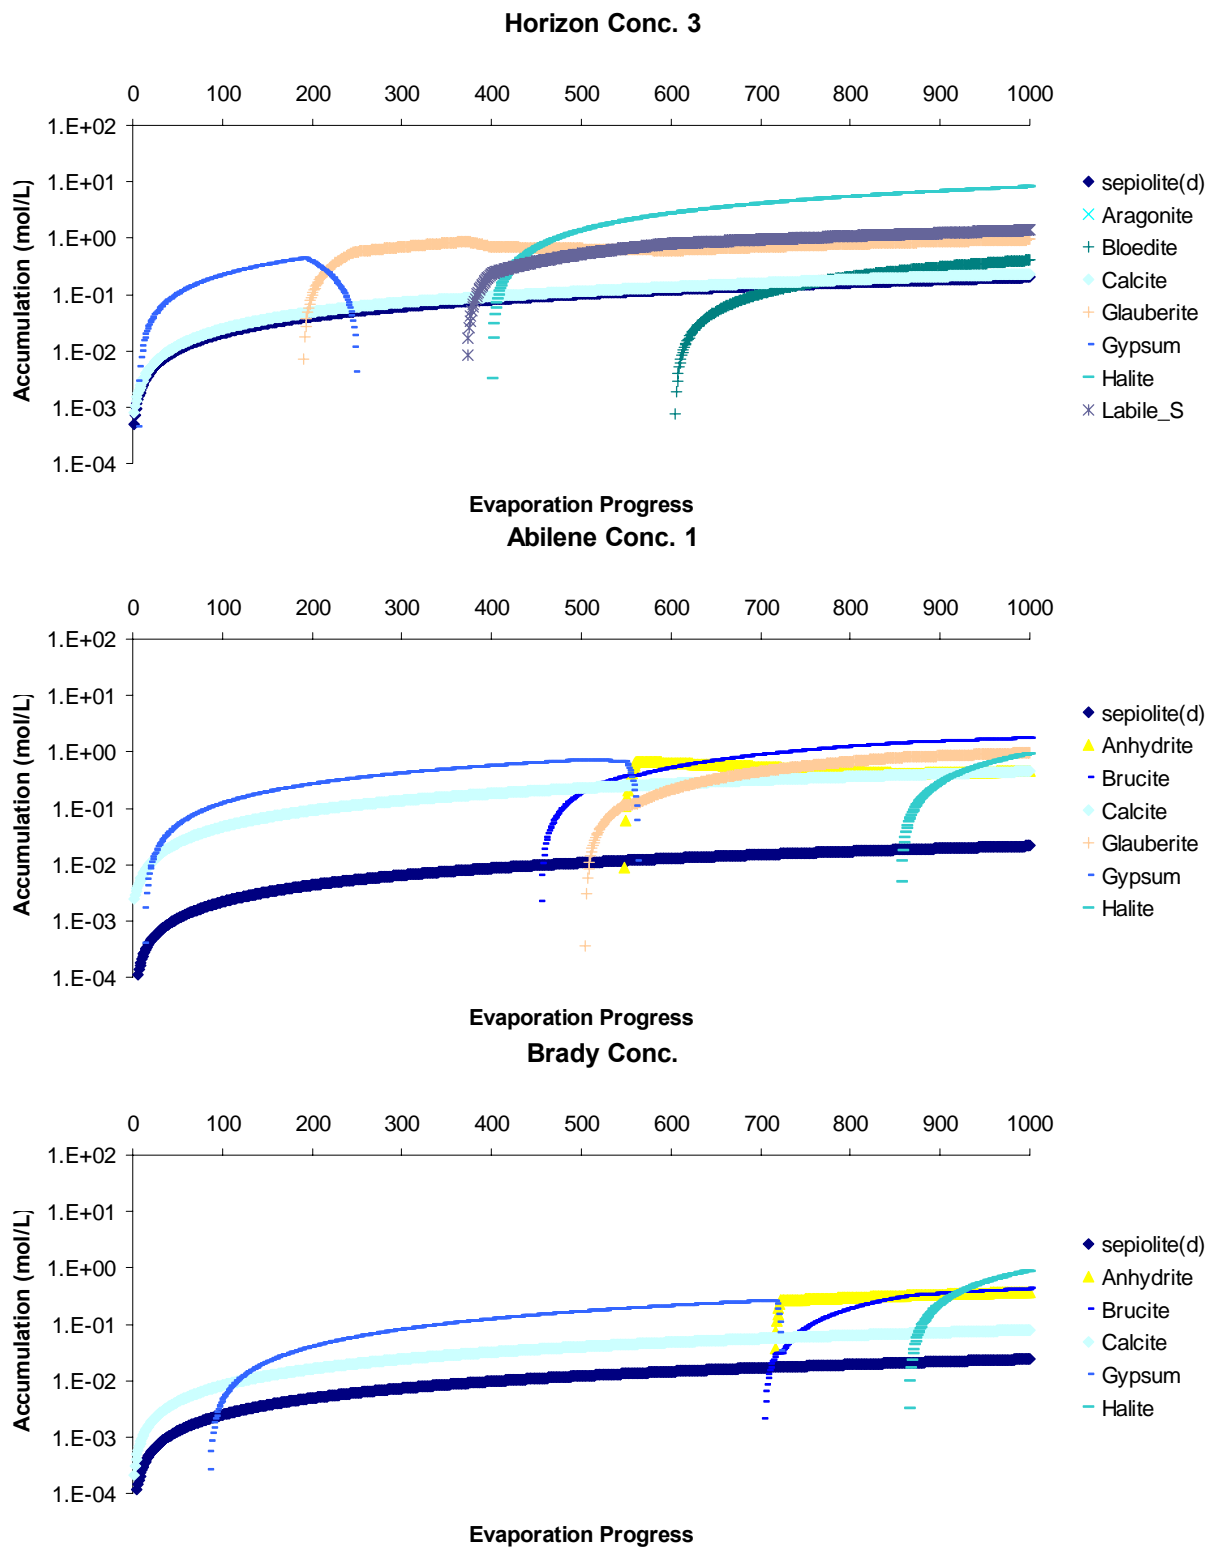 Horizon Conc. 3
0 100 200 300 400 500 600 700 800 900 1000
1.E+02
1.E+01
1.E+00
1.E-01
1.E-02
1.E-03
1.E-04
Accumulation (mol/L)
sepiolite(d)
Aragonite
Bloedite
Calcite
Glauberite
Gypsum
Halite
Labile_S
Evaporation Progress
Abilene Conc. 1
0 100 200 300 400 500 600 700 800 900 1000
1.E+02
1.E+01
1.E+00
1.E-01
1.E-02
1.E-03
1.E-04
Accumulation (mol/L)
sepiolite(d)
Anhydrite
Brucite
Calcite
Glauberite
Gypsum
Halite
Evaporation Progress
Brady Conc.
0 100 200 300 400 500 600 700 800 900 1000
1.E+02
1.E+01
1.E+00
1.E-01
1.E-02
1.E-03
1.E-04
Accumulation (mol/L)
sepiolite(d)
Anhydrite
Brucite
Calcite
Gypsum
Halite
Evaporation Progress